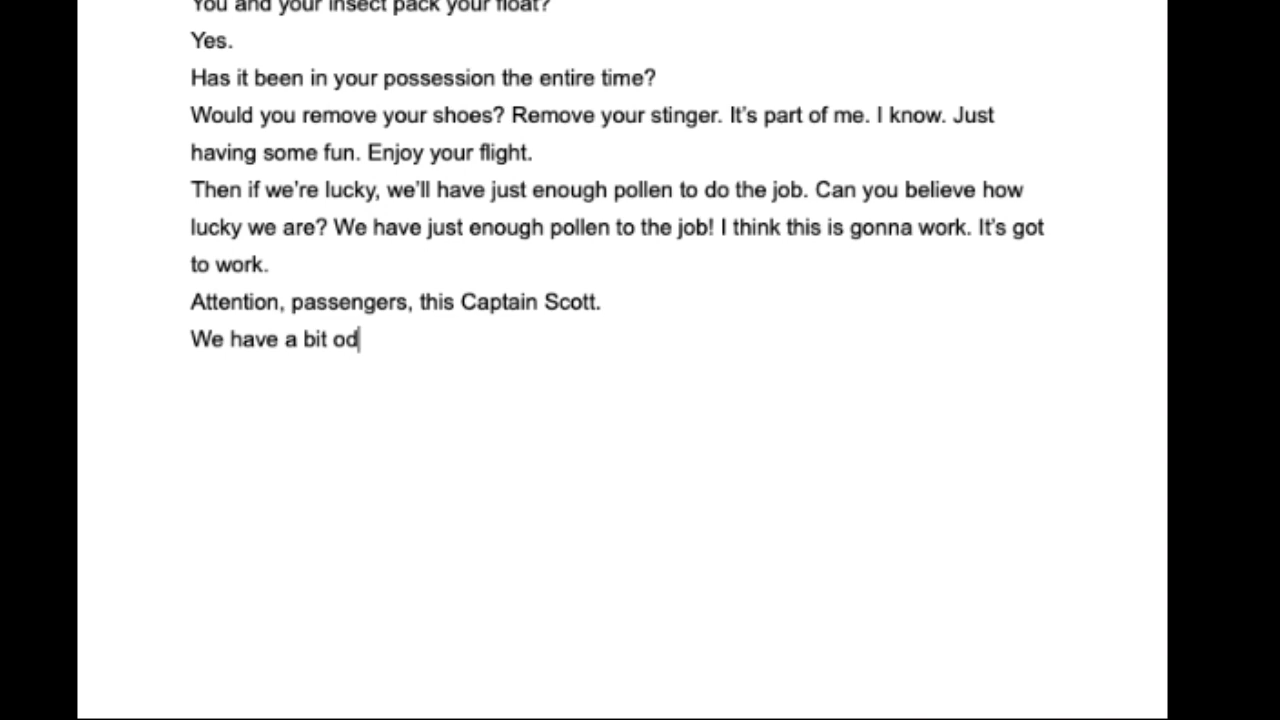 You and your insect pack your float?
Yes.
Has it been in your possession the entire time?
Would you remove your shoes? Remove your stinger. It’s part of me. I know. Just
having some fun. Enjoy your flight.
Then if we’re lucky, we’ll have just enough pollen to do the job. Can you believe how
lucky we are? We have just enough pollen to the job! I think this is gonna work. It’s got
to work.
Attention, passengers, this Captain Scott.
We have a bit od